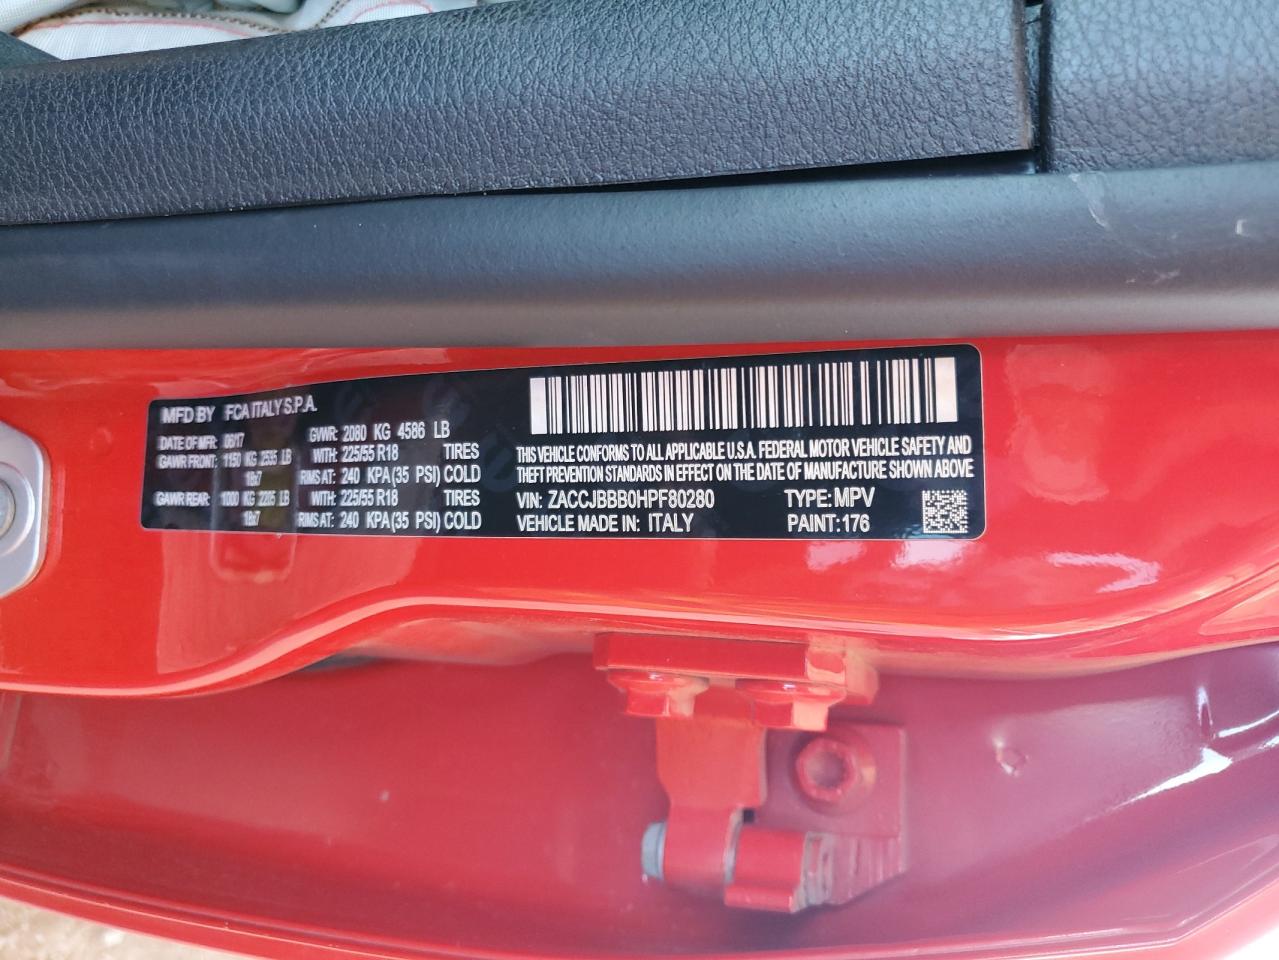 MFD BY FCA ITALY S.P.A.
DATE OF MFR: 06/17 GVWR: 2080 KG 4586 LB
GAWR FRONT: 1150 KG 2535 LB WITH: 225/55 R18 TIRES
18x7 RIMS AT: 240 KPA(35 PSI) COLD
GAWR REAR: 1000 KG 2205 LB WITH: 225/55 R18 TIRES
18x7 RIMS AT: 240 KPA(35 PSI) COLD
THIS VEHICLE CONFORMS TO ALL APPLICABLE U.S.A. FEDERAL MOTOR VEHICLE SAFETY AND
THEFT PREVENTION STANDARDS IN EFFECT ON THE DATE OF MANUFACTURE SHOWN ABOVE
VIN: ZACCJBBB0HPF80280 TYPE: MPV
VEHICLE MADE IN: ITALY PAINT: 176